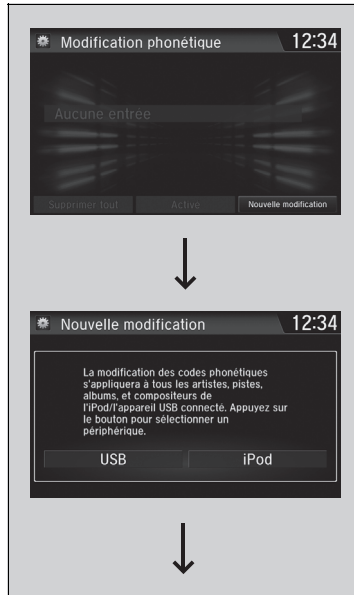 Modification phonétique 12:34
Aucune entrée
Supprimer tout Activé Nouvelle modification
Nouvelle modification 12:34
La modification des codes phonétiques
s'appliquera à tous les artistes, pistes,
albums, et compositeurs de
l'iPod/l'appareil USB connecté. Appuyez sur
le bouton pour sélectionner un
périphérique.
USB iPod